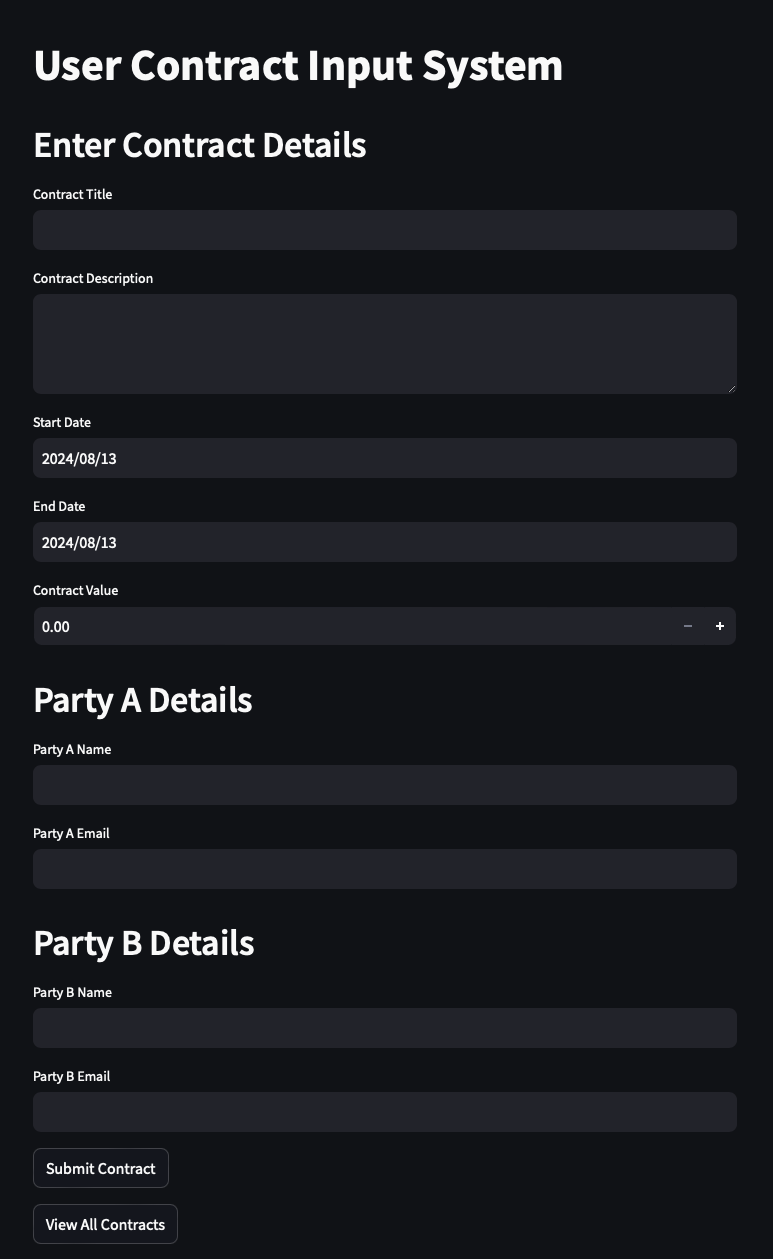 User Contract Input System
Enter Contract Details
Contract Title
Contract Description
Start Date
2024/08/13
End Date
2024/08/13
Contract Value
0.00
Party A Details
Party A Name
Party A Email
Party B Details
Party B Name
Party B Email
Submit Contract
View All Contracts